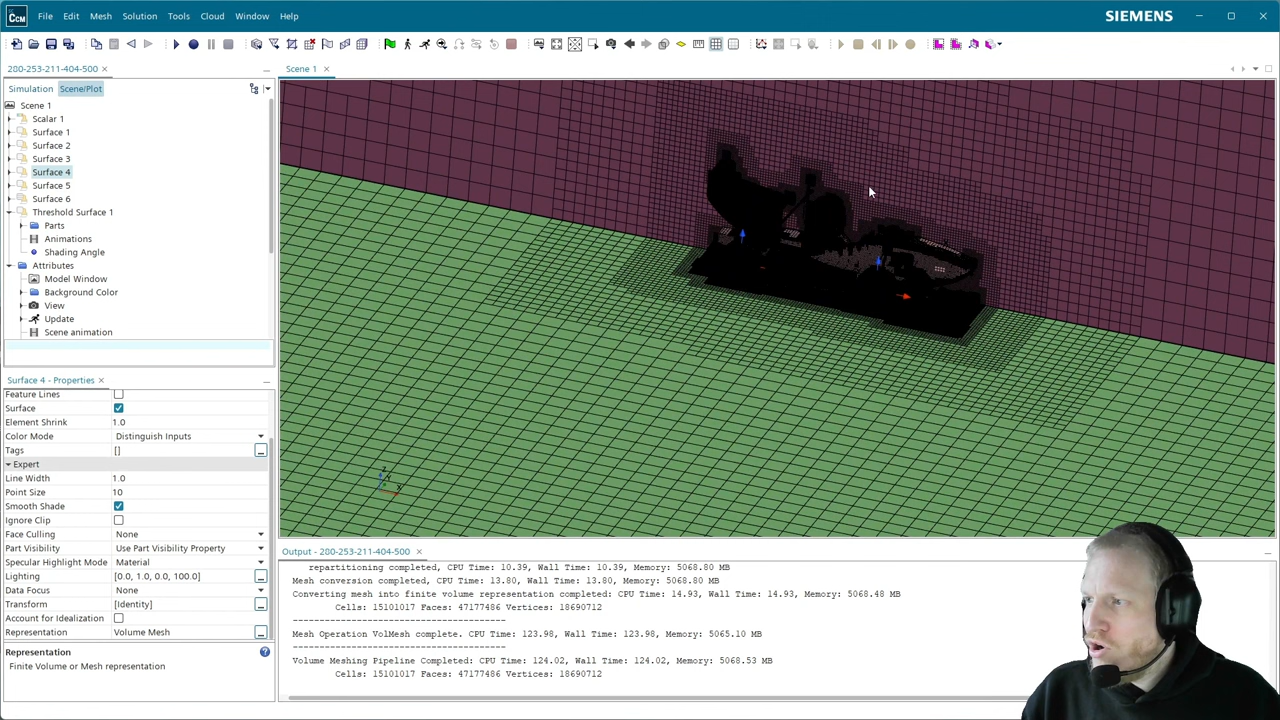 CCM
File Edit Mesh Solution Tools Cloud Window Help
SIEMENS
280-253-211-404-500
Simulation Scene/Plot
Scene 1
Scalar 1
Surface 1
Surface 2
Surface 3
Surface 4
Surface 5
Surface 6
Threshold Surface 1
Parts
Animations
Shading Angle
Attributes
Model Window
Background Color
View
Update
Scene animation
Surface 4 - Properties
Feature Lines
Surface
Element Shrink 1.0
Color Mode Distinguish Inputs
Tags []
Expert
Line Width 1.0
Point Size 10
Smooth Shade
Ignore Clip
Face Culling None
Part Visibility Use Part Visibility Property
Specular Highlight Mode Material
Lighting [0.0, 1.0, 0.0, 100.0]
Data Focus None
Transform [Identity]
Account for Idealization
Representation Volume Mesh
Representation
Finite Volume or Mesh representation
Scene 1
Z
Y
X
Output - 280-253-211-404-500
repartitioning completed, CPU Time: 10.39, Wall Time: 10.39, Memory: 5068.80 MB
Mesh conversion completed, CPU Time: 13.80, Wall Time: 13.80, Memory: 5068.80 MB
Converting mesh into finite volume representation completed: CPU Time: 14.93, Wall Time: 14.93, Memory: 5068.48 MB
Cells: 15101017 Faces: 47177486 Vertices: 18690712
----------------------------------------
Mesh Operation VolMesh complete. CPU Time: 123.98, Wall Time: 123.98, Memory: 5065.10 MB
----------------------------------------
Volume Meshing Pipeline Completed: CPU Time: 124.02, Wall Time: 124.02, Memory: 5068.53 MB
Cells: 15101017 Faces: 47177486 Vertices: 18690712